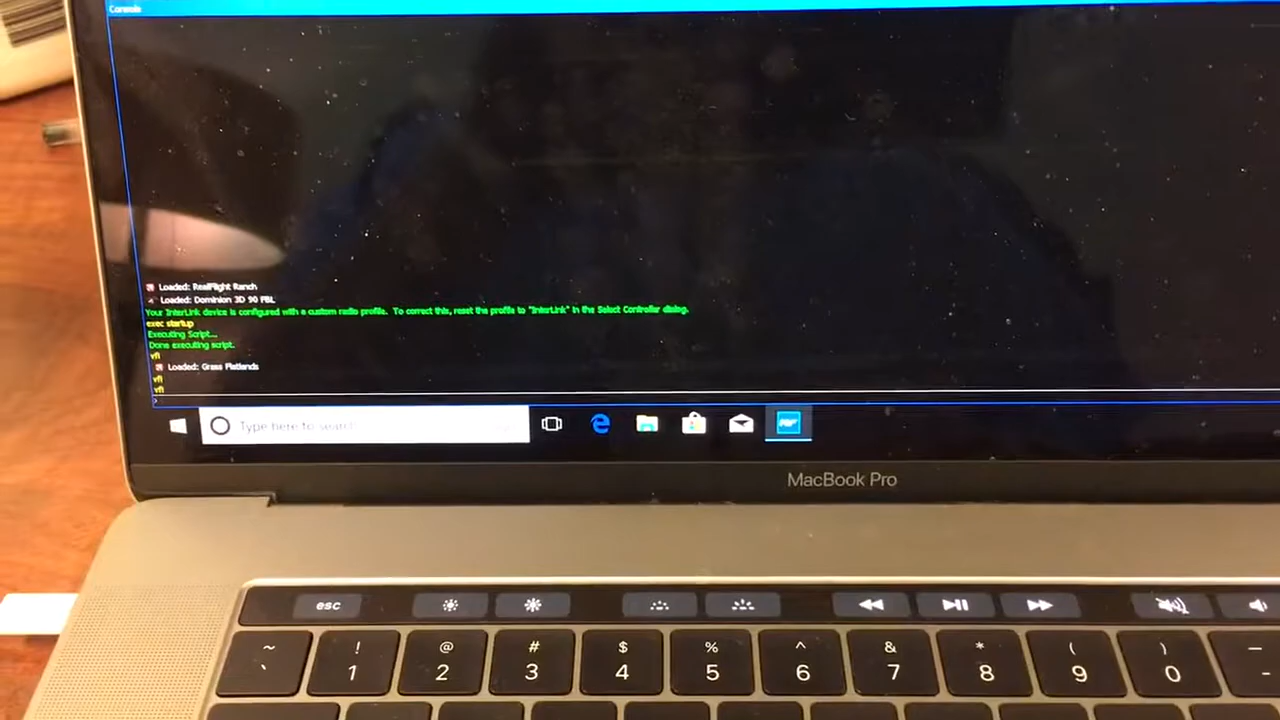 Console
Loaded: RealFlight Ranch
Loaded: Dominion 3D 90 FBL
Your InterLink device is configured with a custom radio profile. To correct this, reset the profile to "InterLink" in the Select Controller dialog.
exec startup
Executing Script...
Done executing script.
vfi
Loaded: Grass Flatlands
vfi
vfi
>
Type here to search
MacBook Pro
esc
~ ! @ # $ % ^ & * ( ) —
` 1 2 3 4 5 6 7 8 9 0 -